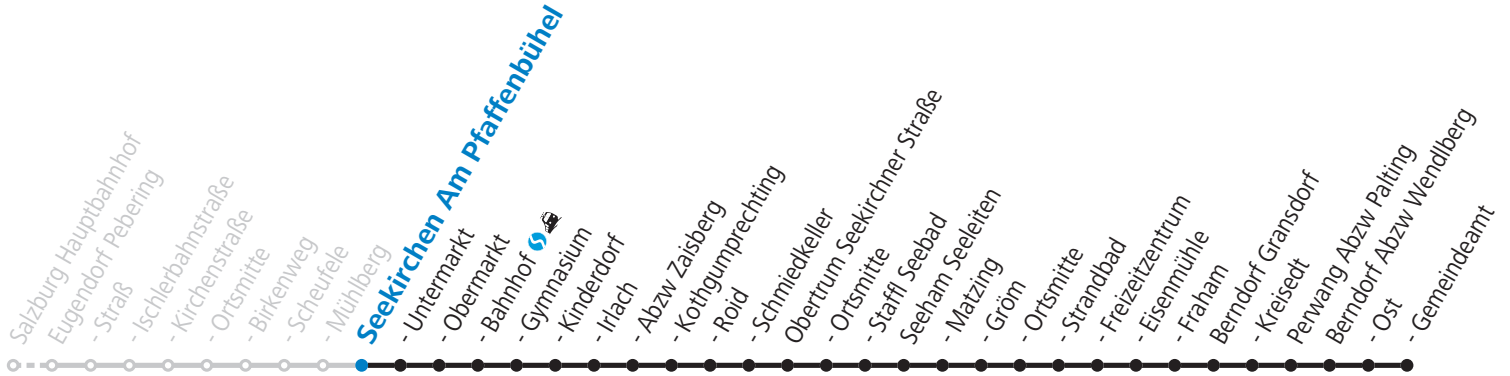 Salzburg Hauptbahnhof
Eugendorf Pebering
- Straß
- Ischlerbahnstraße
- Kirchenstraße
- Ortsmitte
- Birkenweg
- Scheufele
- Mühlberg
Seekirchen Am Pfaffenbühel
- Untermarkt
- Obermarkt
- Bahnhof
- Gymnasium
- Kinderdorf
- Irlach
- Abzw Zaisberg
- Kothgumprechting
- Roid
- Schmiedkeller
Obertrum Seekirchner Straße
- Ortsmitte
- Staffl Seebad
Seeham Seeleiten
- Matzing
- Gröm
- Ortsmitte
- Strandbad
- Freizeitzentrum
- Eisenmühle
- Fraham
Berndorf Gransdorf
- Kreisedt
Perwang Abzw Palting
Berndorf Abzw Wendlberg
- Ost
- Gemeindeamt